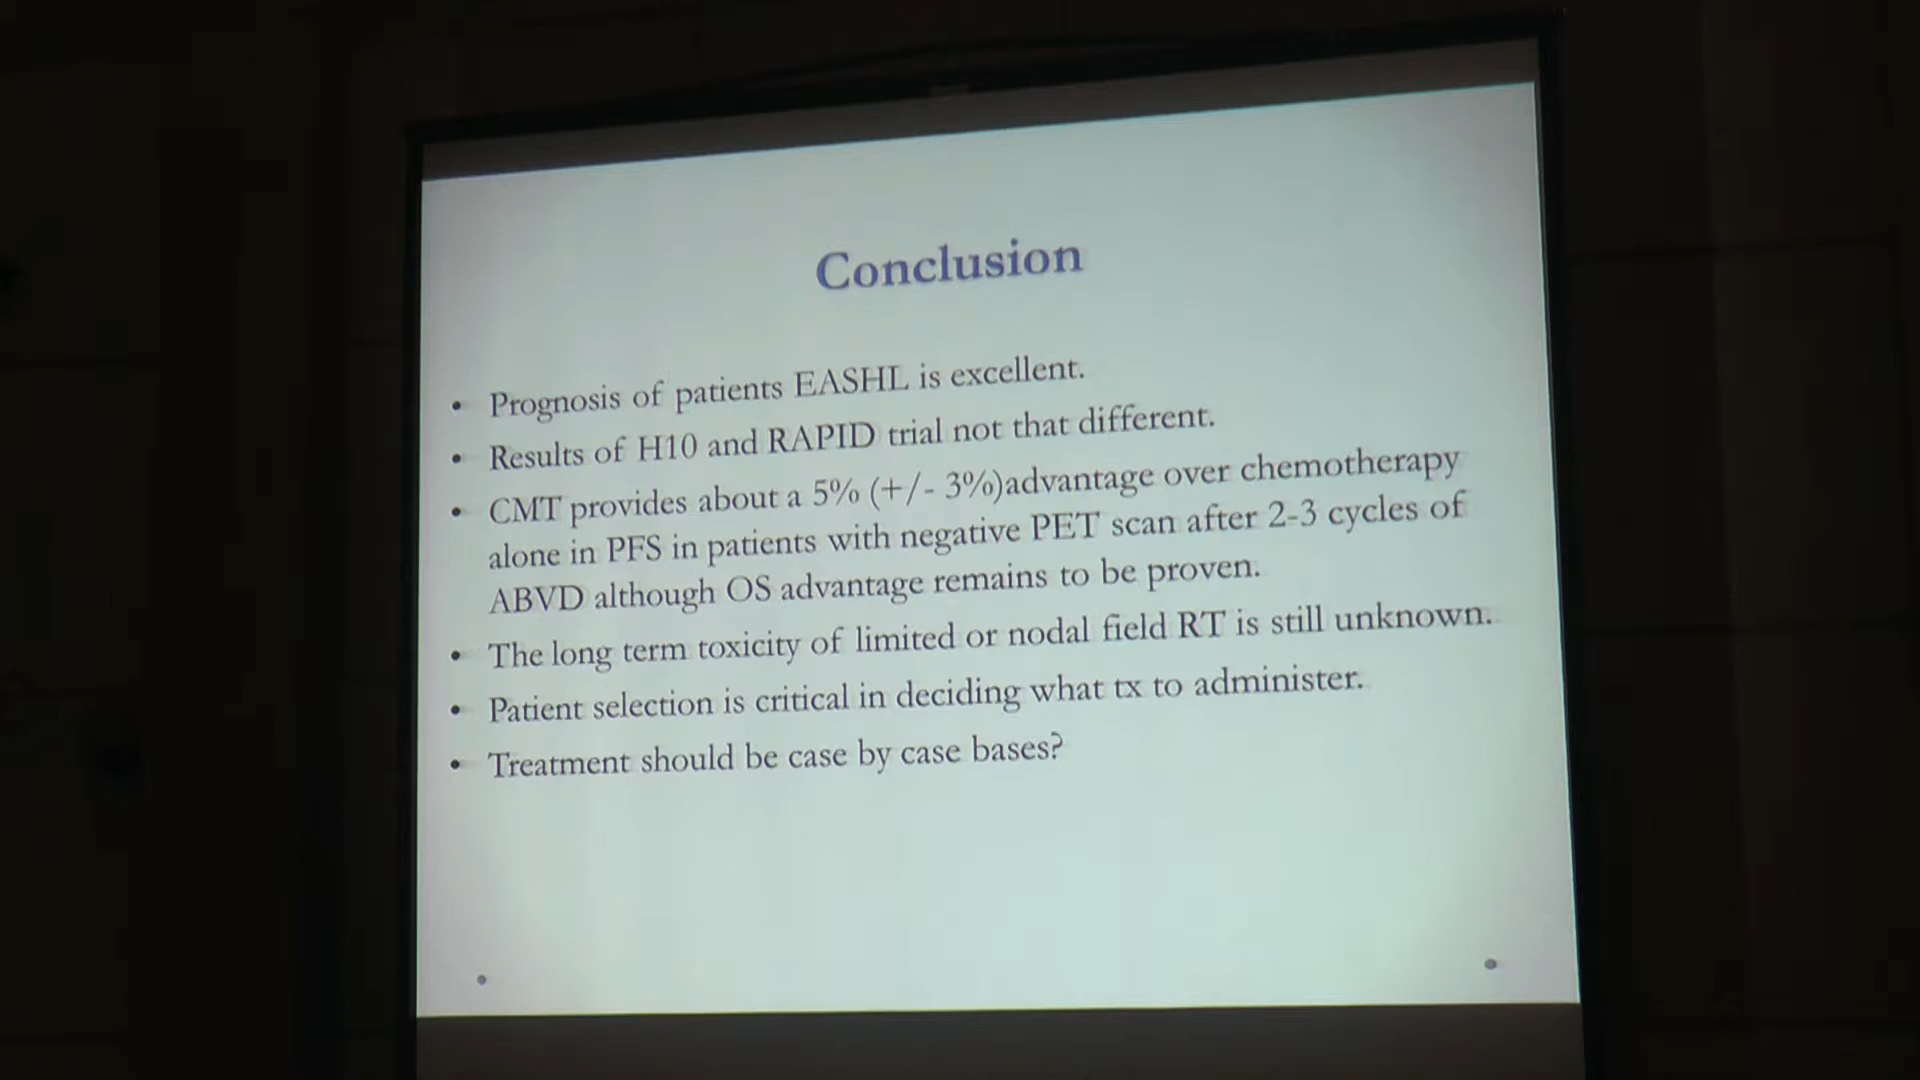 Conclusion
• Prognosis of patients EASHL is excellent.
• Results of H10 and RAPID trial not that different.
• CMT provides about a 5% (+/- 3%)advantage over chemotherapy
alone in PFS in patients with negative PET scan after 2-3 cycles of
ABVD although OS advantage remains to be proven.
• The long term toxicity of limited or nodal field RT is still unknown.
• Patient selection is critical in deciding what tx to administer.
• Treatment should be case by case bases?